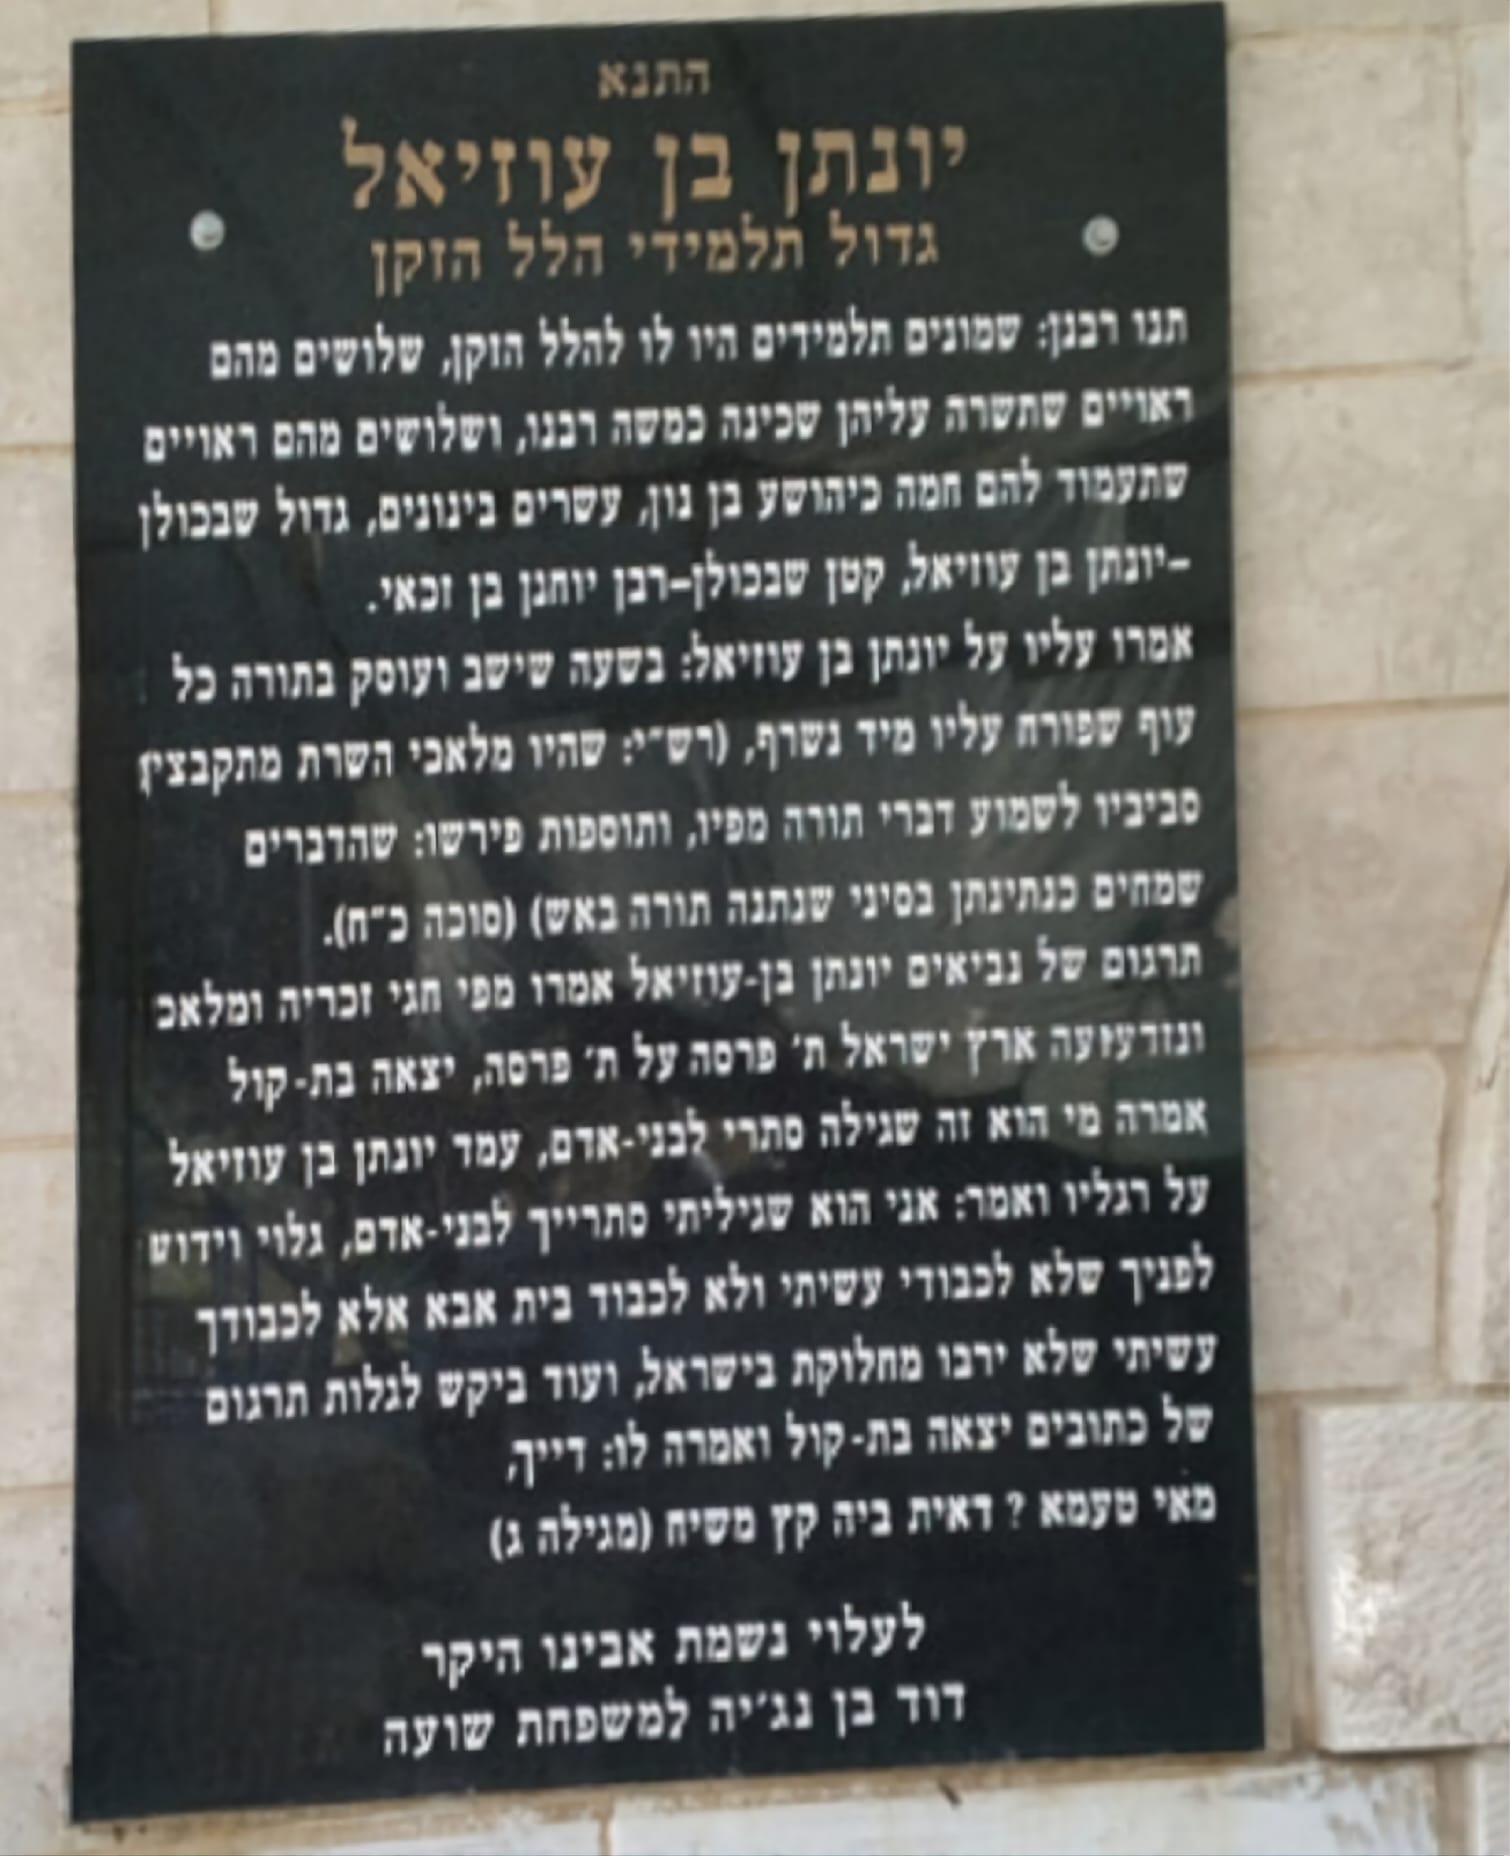 התנא
יונתן בן עוזיאל
גדול תלמידי הלל הזקן
תנו רבנן: שמונים תלמידים היו לו להלל הזקן, שלושים מהם
ראויים שתשרה עליהן שכינה כמשה רבנו, ושלושים מהם ראויים
שתעמוד להם חמה כיהושע בן נון, עשרים בינונים, גדול שבכולן
–יונתן בן עוזיאל, קטן שבכולן–רבן יוחנן בן זכאי.
אמרו עליו על יונתן בן עוזיאל: בשעה שישב ועוסק בתורה כל
עוף שפורח עליו מיד נשרף, (רש״י: שהיו מלאכי השרת מתקבצין
סביביו לשמוע דברי תורה מפיו, ותוספות פירשו: שהדברים
שמחים כנתינתן בסיני שנתנה תורה באש) (סוכה כ״ח).
תרגום של נביאים יונתן בן-עוזיאל אמרו מפי חגי זכריה ומלאכ
ונזדעזעה ארץ ישראל ת׳ פרסה על ת׳ פרסה, יצאה בת-קול
אמרה מי הוא זה שגילה סתרי לבני-אדם, עמד יונתן בן עוזיאל
על רגליו ואמר: אני הוא שגיליתי סתרייך לבני-אדם, גלוי וידוע
לפניך שלא לכבודי עשיתי ולא לכבוד בית אבא אלא לכבודך
עשיתי שלא ירבו מחלוקת בישראל, ועוד ביקש לגלות תרגום
של כתובים יצאה בת-קול ואמרה לו: דייך,
מאי טעמא ? דאית ביה קץ משיח (מגילה ג)
לעלוי נשמת אבינו היקר
דוד בן נג׳יה למשפחת שועה